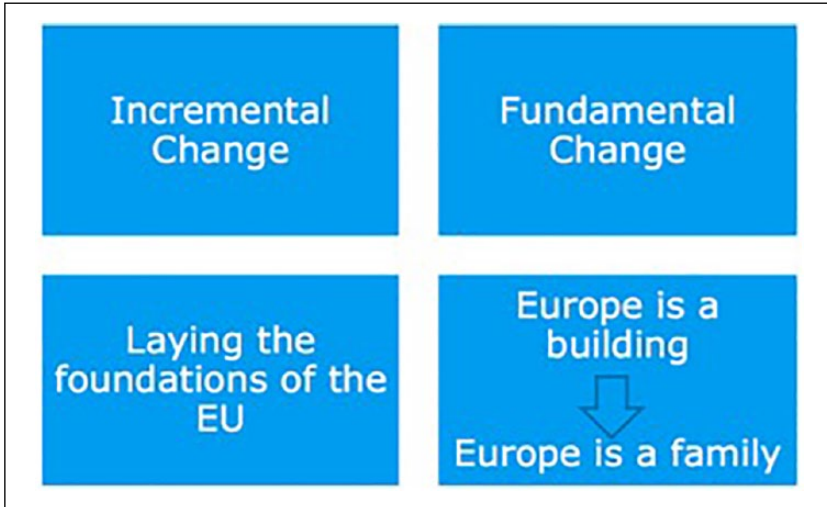 Incremental
Change
Fundamental
Change
Laying the
foundations of the
EU
Europe is a
building
Europe is a family